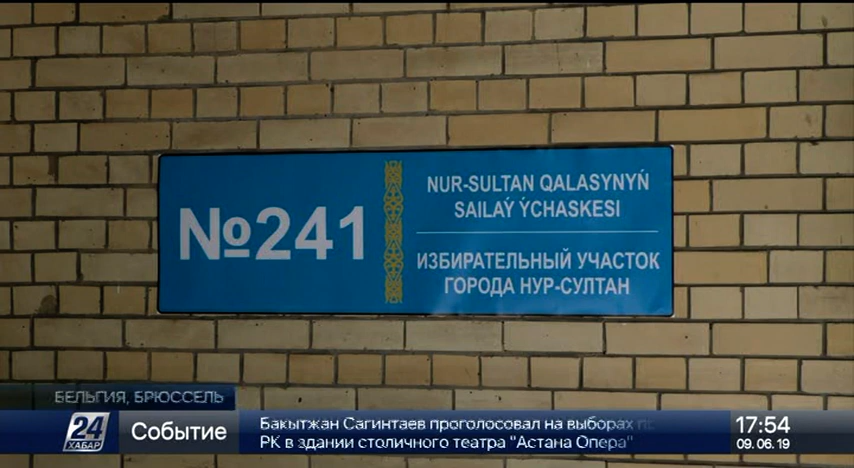 №241
NUR-SULTAN QALASYNYŃ
SAILAÝ ÝCHASKESI
ИЗБИРАТЕЛЬНЫЙ УЧАСТОК
ГОРОДА НУР-СУЛТАН
БЕЛЬГИЯ, БРЮССЕЛЬ
24
ХАБАР
Событие
Бакытжан Сагинтаев проголосовал на выборах
РК в здании столичного театра "Астана Опера"
17:54
09.06.19